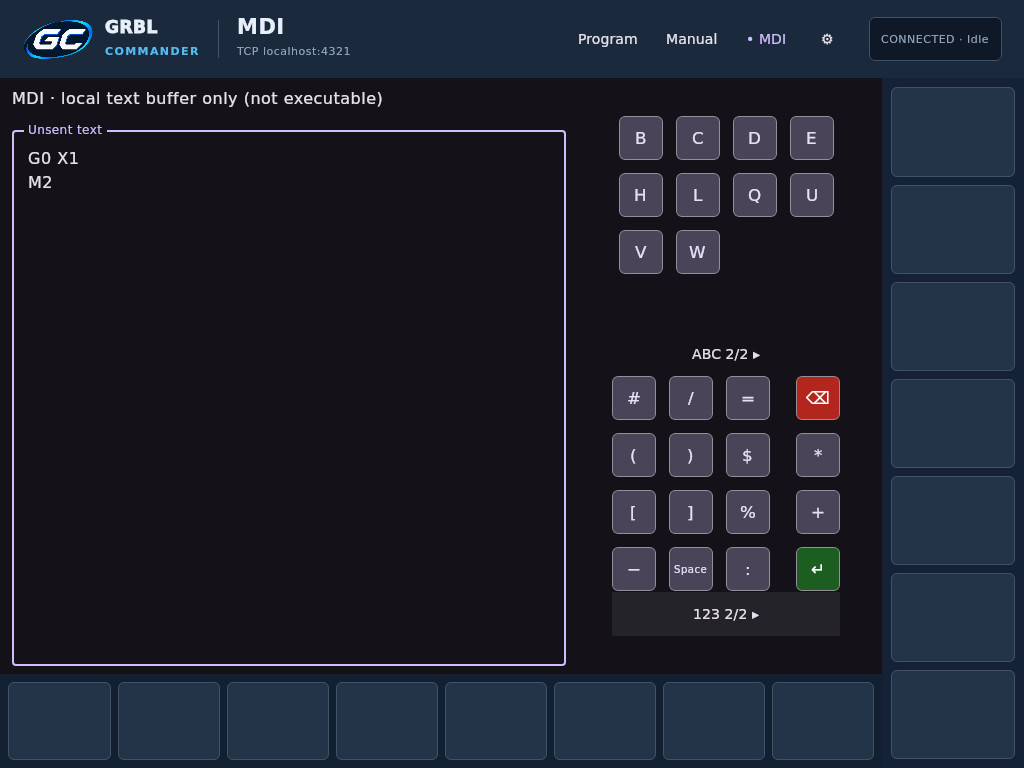 GC
GRBL
COMMANDER
MDI
TCP localhost:4321
Program
Manual
• MDI
⚙
CONNECTED · Idle
MDI · local text buffer only (not executable)
Unsent text
G0 X1
M2
B C D E
H L Q U
V W
ABC 2/2 ▸
# / = ⌫
( ) $ *
[ ] % +
− Space : ↵
123 2/2 ▸